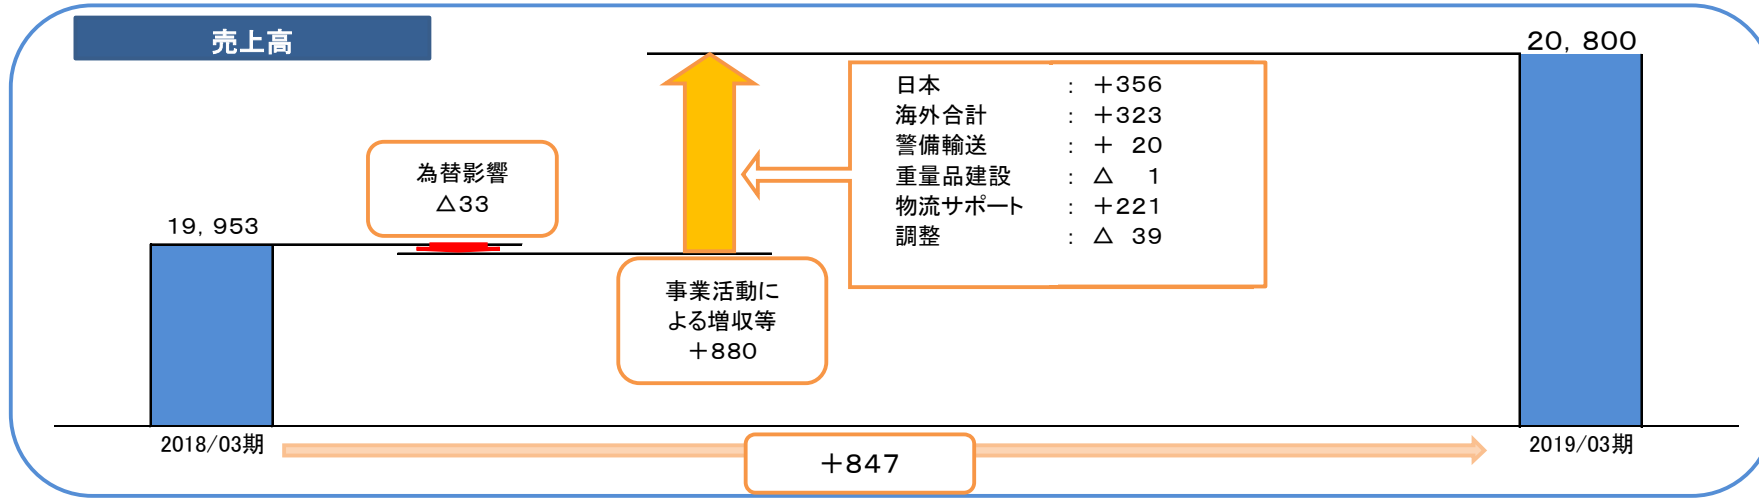 売上高
20, 800
日本 : ＋356
海外合計 : ＋323
警備輸送 : ＋ 20
重量品建設 : △ 1
物流サポート : ＋221
調整 : △ 39
為替影響
△33
19, 953
事業活動に
よる増収等
＋880
2018/03期
2019/03期
＋847